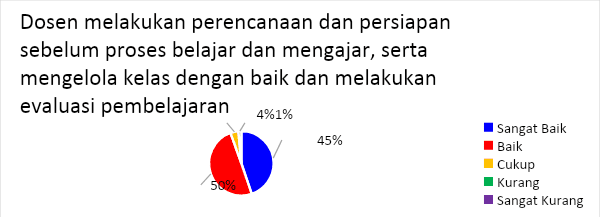 Dosen melakukan perencanaan dan persiapan
sebelum proses belajar dan mengajar, serta
mengelola kelas dengan baik dan melakukan
evaluasi pembelajaran
4%1%
45%
50%
Sangat Baik
Baik
Cukup
Kurang
Sangat Kurang